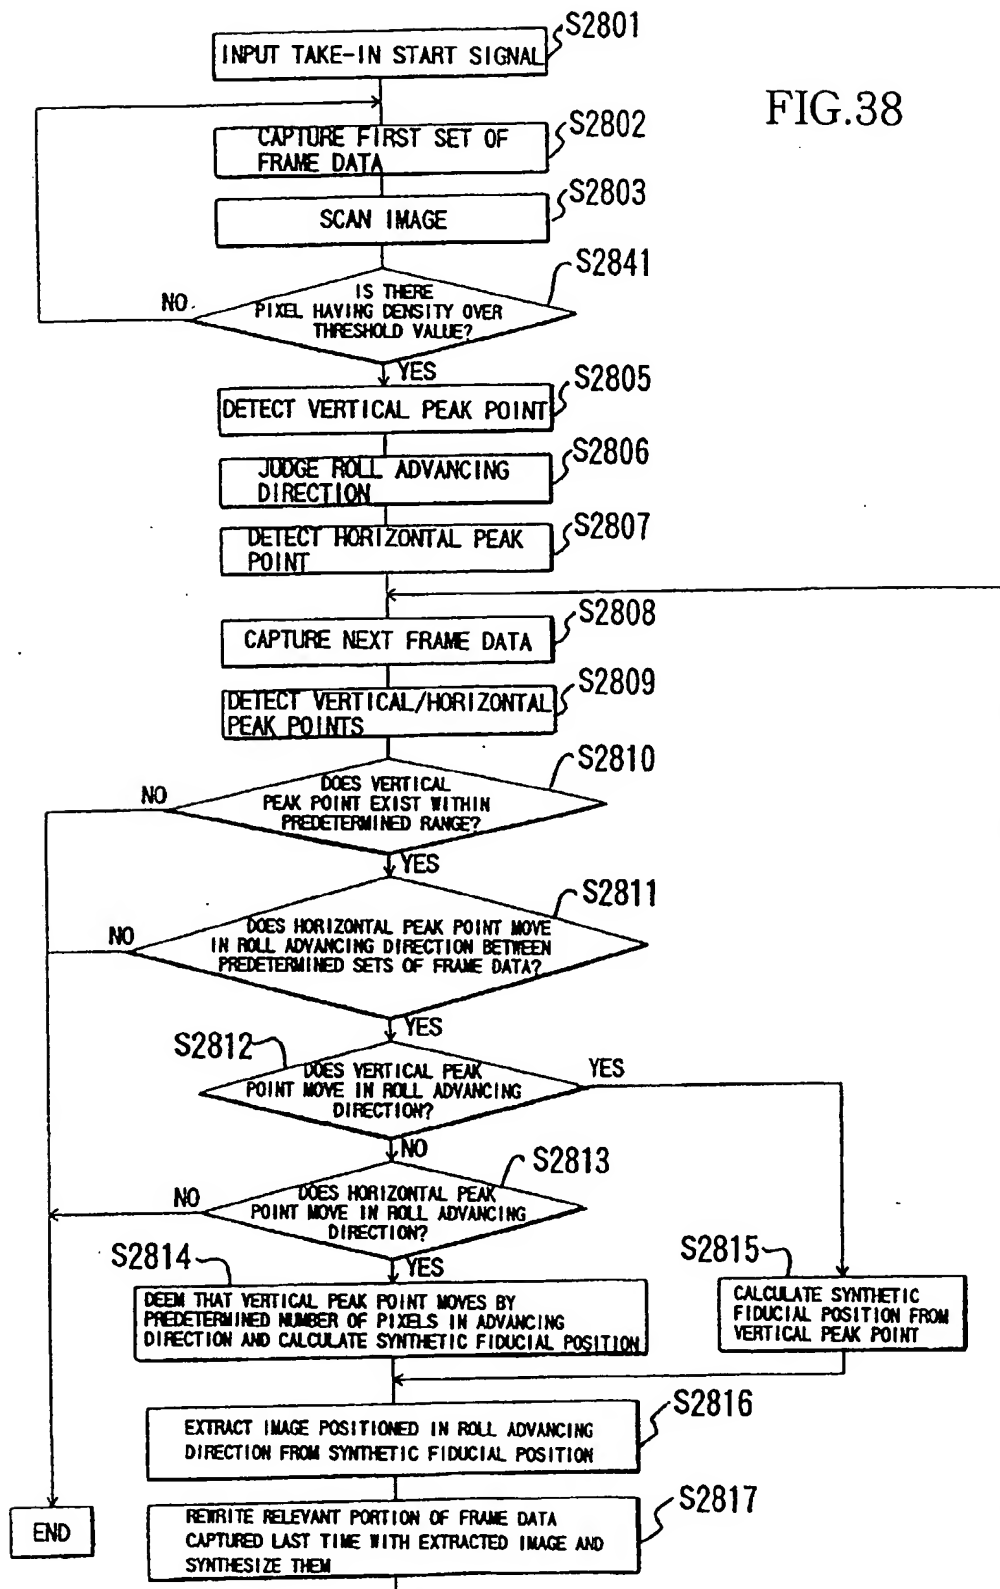 S2801
INPUT TAKE-IN START SIGNAL
FIG.38
S2802
CAPTURE FIRST SET OF
FRAME DATA
S2803
SCAN IMAGE
S2841
IS THERE
PIXEL HAVING DENSITY OVER
THRESHOLD VALUE?
NO
YES
S2805
DETECT VERTICAL PEAK POINT
S2806
JUDGE ROLL ADVANCING
DIRECTION
S2807
DETECT HORIZONTAL PEAK
POINT
S2808
CAPTURE NEXT FRAME DATA
S2809
DETECT VERTICAL/HORIZONTAL
PEAK POINTS
S2810
DOES VERTICAL
PEAK POINT EXIST WITHIN
PREDETERMINED RANGE?
NO
YES
S2811
DOES HORIZONTAL PEAK POINT MOVE
IN ROLL ADVANCING DIRECTION BETWEEN
PREDETERMINED SETS OF FRAME DATA?
NO
YES
S2812
DOES VERTICAL PEAK
POINT MOVE IN ROLL ADVANCING
DIRECTION?
YES
NO
S2813
DOES HORIZONTAL PEAK
POINT MOVE IN ROLL ADVANCING
DIRECTION?
NO
YES
S2814
DEEM THAT VERTICAL PEAK POINT MOVES BY
PREDETERMINED NUMBER OF PIXELS IN ADVANCING
DIRECTION AND CALCULATE SYNTHETIC FIDUCIAL POSITION
S2815
CALCULATE SYNTHETIC
FIDUCIAL POSITION FROM
VERTICAL PEAK POINT
S2816
EXTRACT IMAGE POSITIONED IN ROLL ADVANCING
DIRECTION FROM SYNTHETIC FIDUCIAL POSITION
S2817
REWRITE RELEVANT PORTION OF FRAME DATA
CAPTURED LAST TIME WITH EXTRACTED IMAGE AND
SYNTHESIZE THEM
END